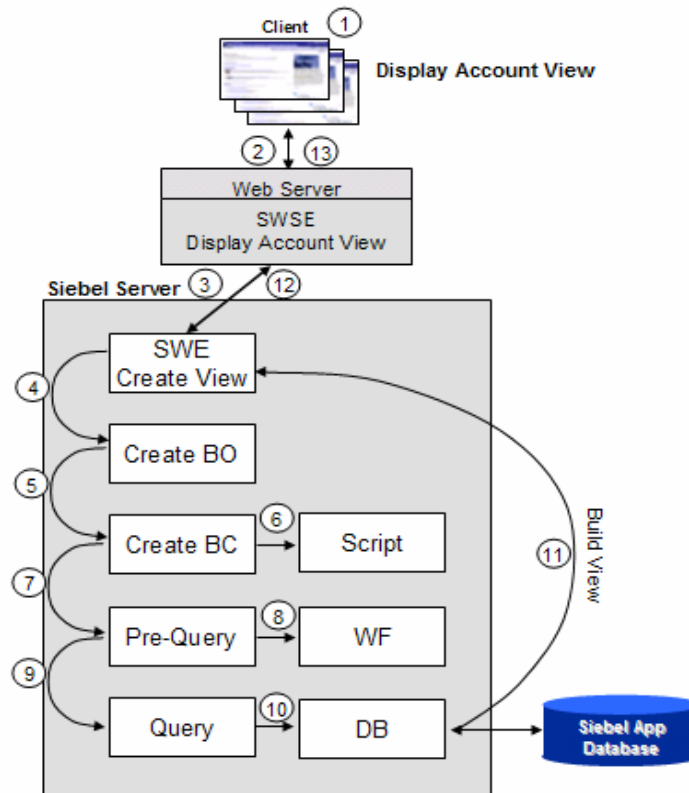 Client 1
Display Account View
2 13
Web Server
SWSE
Display Account View
Siebel Server 3 12
SWE
Create View
4
Create BO
5
6
Create BC
Script
7
8
Pre-Query
WF
9
10
Query
DB
11
Build View
Siebel App
Database